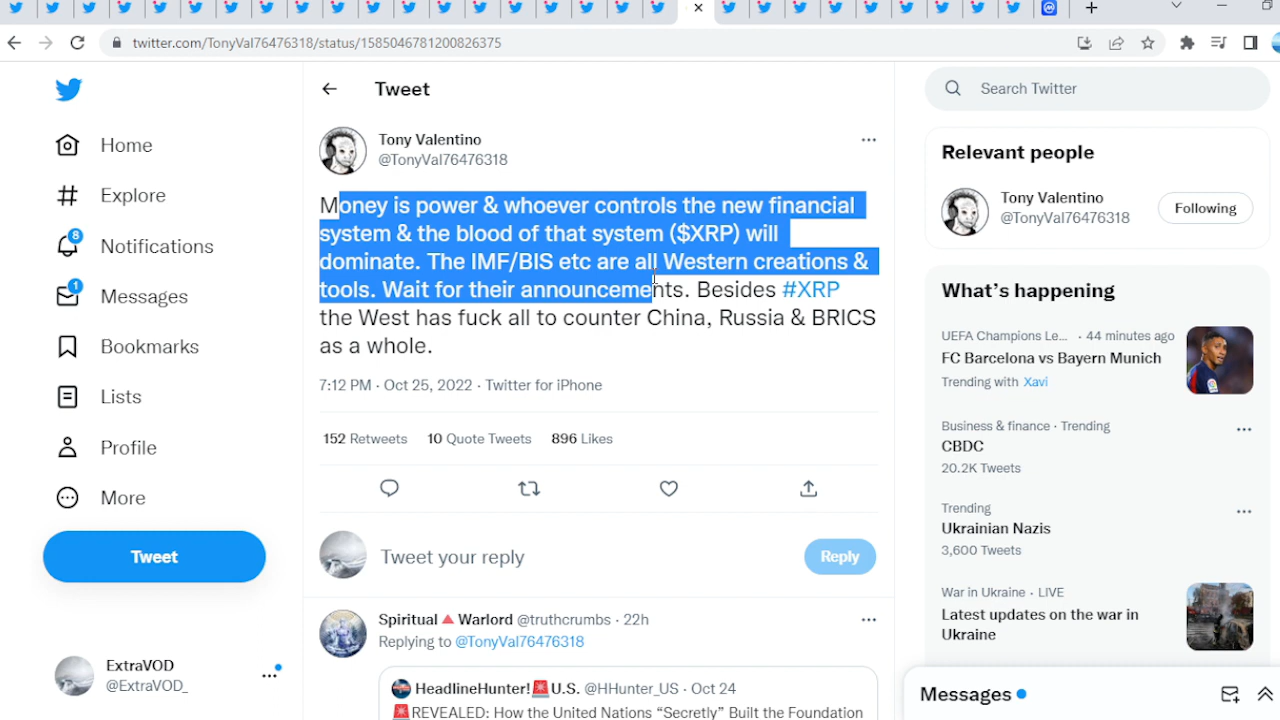 twitter.com/TonyVal76476318/status/1585046781200826375
Home
Explore
8
Notifications
1
Messages
Bookmarks
Lists
Profile
More
Tweet
ExtraVOD
@ExtraVOD_
Tweet
Tony Valentino
@TonyVal76476318
Money is power & whoever controls the new financial
system & the blood of that system ($XRP) will
dominate. The IMF/BIS etc are all Western creations &
tools. Wait for their announcements. Besides #XRP
the West has fuck all to counter China, Russia & BRICS
as a whole.
7:12 PM · Oct 25, 2022 · Twitter for iPhone
152 Retweets 10 Quote Tweets 896 Likes
Tweet your reply
Reply
Spiritual 🔺 Warlord @truthcrumbs · 22h
Replying to @TonyVal76476318
HeadlineHunter!🚨U.S. @HHunter_US · Oct 24
🚨REVEALED: How the United Nations “Secretly” Built the Foundation
Search Twitter
Relevant people
Tony Valentino
@TonyVal76476318
Following
What's happening
UEFA Champions Le... · 44 minutes ago
FC Barcelona vs Bayern Munich
Trending with Xavi
Business & finance · Trending
CBDC
20.2K Tweets
Trending
Ukrainian Nazis
3,600 Tweets
War in Ukraine · LIVE
Latest updates on the war in
Ukraine
Messages